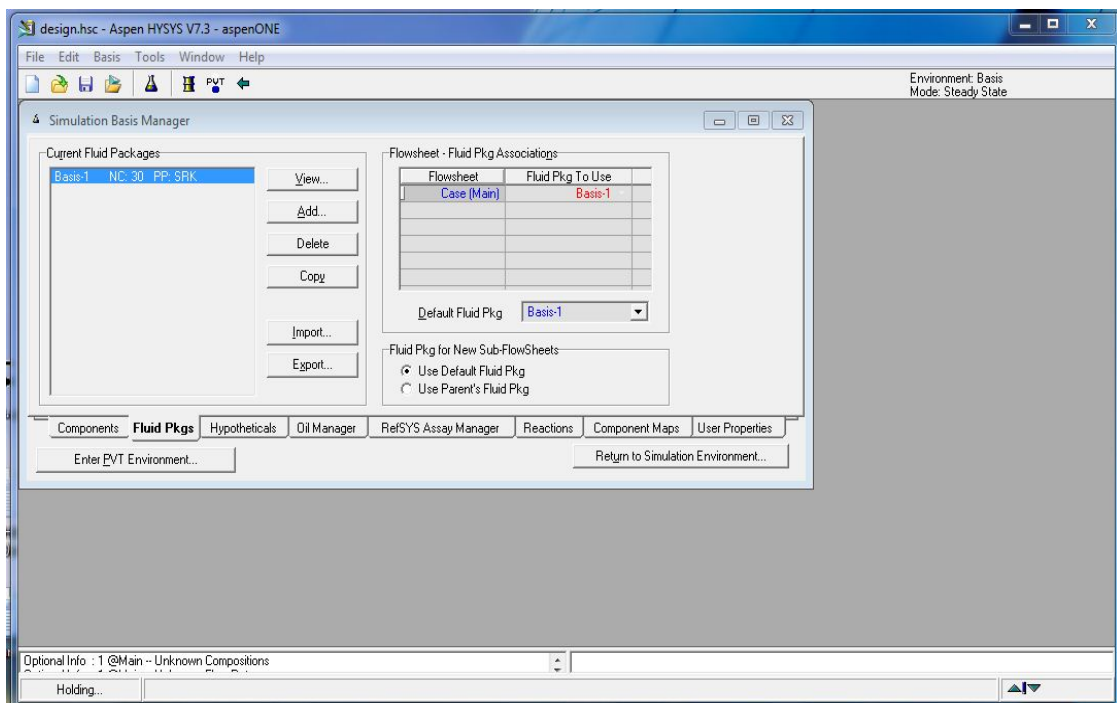 design.hsc - Aspen HYSYS V7.3 - aspenONE
File Edit Basis Tools Window Help
PVT
Environment: Basis
Mode: Steady State
Simulation Basis Manager
Current Fluid Packages
Basis-1 NC: 30 PP: SRK
View...
Add...
Delete
Copy
Import...
Export...
Flowsheet - Fluid Pkg Associations
Flowsheet Fluid Pkg To Use
Case (Main) Basis-1
Default Fluid Pkg Basis-1
Fluid Pkg for New Sub-FlowSheets
Use Default Fluid Pkg
Use Parent's Fluid Pkg
Components Fluid Pkgs Hypotheticals Oil Manager RefSYS Assay Manager Reactions Component Maps User Properties
Enter PVT Environment... Return to Simulation Environment...
Optional Info : 1 @Main -- Unknown Compositions
Holding...